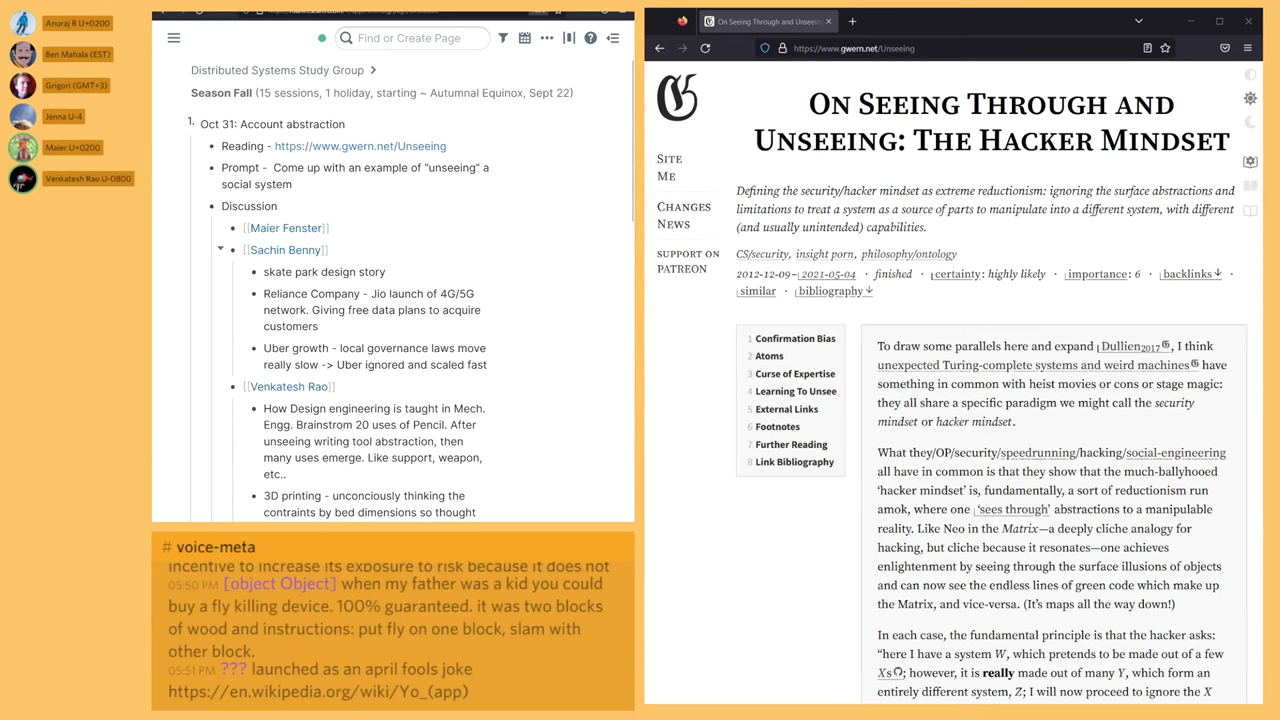 Anuraj R U+0200
Ben Mahala (EST)
Grigori (GMT+3)
Jenna U-4
Maier U+0200
Venkatesh Rao U-0800
Find or Create Page
Distributed Systems Study Group
Season Fall (15 sessions, 1 holiday, starting ~ Autumnal Equinox, Sept 22)
1. Oct 31: Account abstraction
Reading - https://www.gwern.net/Unseeing
Prompt - Come up with an example of “unseeing” a
social system
Discussion
[[Maier Fenster]]
[[Sachin Benny]]
skate park design story
Reliance Company - Jio launch of 4G/5G
network. Giving free data plans to acquire
customers
Uber growth - local governance laws move
really slow -> Uber ignored and scaled fast
[[Venkatesh Rao]]
How Design engineering is taught in Mech.
Engg. Brainstrom 20 uses of Pencil. After
unseeing writing tool abstraction, then
many uses emerge. Like support, weapon,
etc..
3D printing - unconciously thinking the
contraints by bed dimensions so thought
# voice-meta
incentive to increase its exposure to risk because it does not
05:50 PM [object Object] when my father was a kid you could
buy a fly killing device. 100% guaranteed. it was two blocks
of wood and instructions: put fly on one block, slam with
other block.
05:51 PM ??? launched as an april fools joke
https://en.wikipedia.org/wiki/Yo_(app)
On Seeing Through and Unseein
https://www.gwern.net/Unseeing
On Seeing Through and
Unseeing: The Hacker Mindset
Site
Me
Changes
News
support on
Patreon
Defining the security/hacker mindset as extreme reductionism: ignoring the surface abstractions and
limitations to treat a system as a source of parts to manipulate into a different system, with different
(and usually unintended) capabilities.
CS/security, insight porn, philosophy/ontology
2012-12-09–2021-05-04 · finished · certainty: highly likely · importance: 6 · backlinks ·
similar · bibliography
1 Confirmation Bias
2 Atoms
3 Curse of Expertise
4 Learning To Unsee
5 External Links
6 Footnotes
7 Further Reading
8 Link Bibliography
To draw some parallels here and expand Dullien2017, I think
unexpected Turing-complete systems and weird machines have
something in common with heist movies or cons or stage magic:
they all share a specific paradigm we might call the security
mindset or hacker mindset.
What they/OP/security/speedrunning/hacking/social-engineering
all have in common is that they show that the much-ballyhooed
‘hacker mindset’ is, fundamentally, a sort of reductionism run
amok, where one ‘sees through’ abstractions to a manipulable
reality. Like Neo in the Matrix—a deeply cliche analogy for
hacking, but cliche because it resonates—one achieves
enlightenment by seeing through the surface illusions of objects
and can now see the endless lines of green code which make up
the Matrix, and vice-versa. (It’s maps all the way down!)
In each case, the fundamental principle is that the hacker asks:
“here I have a system W, which pretends to be made out of a few
Xs; however, it is really made out of many Y, which form an
entirely different system, Z; I will now proceed to ignore the X